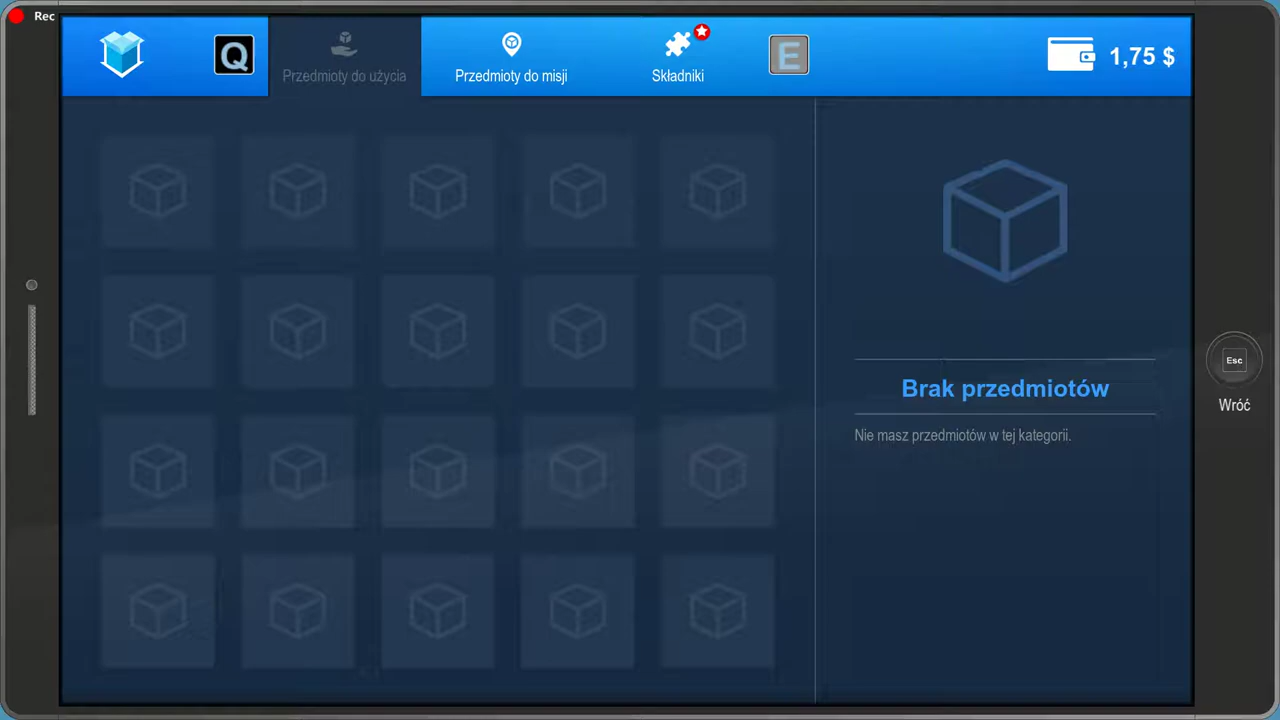 Rec
Q
Przedmioty do użycia
Przedmioty do misji
Składniki
E
1,75 $
Brak przedmiotów
Nie masz przedmiotów w tej kategorii.
Esc
Wróć